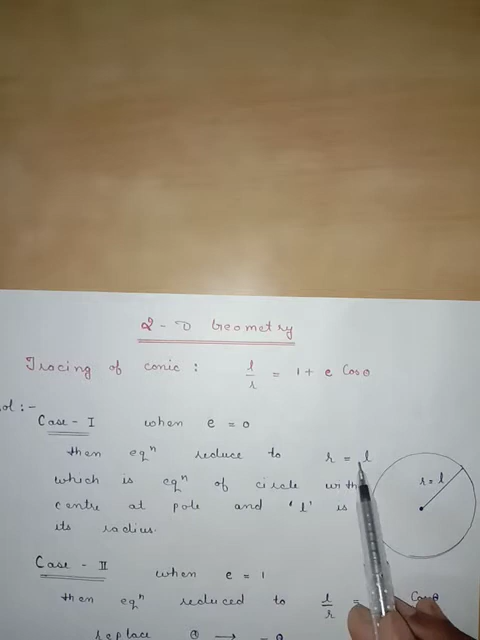 2-D Geometry
Tracing of conic : l/r = 1 + e Cosθ
Sol :-
Case - I when e = 0
then eqⁿ reduce to r = l
which is eqⁿ of circle with
centre at pole and 'l' is
its radius.
r = l
Case - II when e = 1
then eqⁿ reduced to l/r = Cosθ
replace θ → -θ